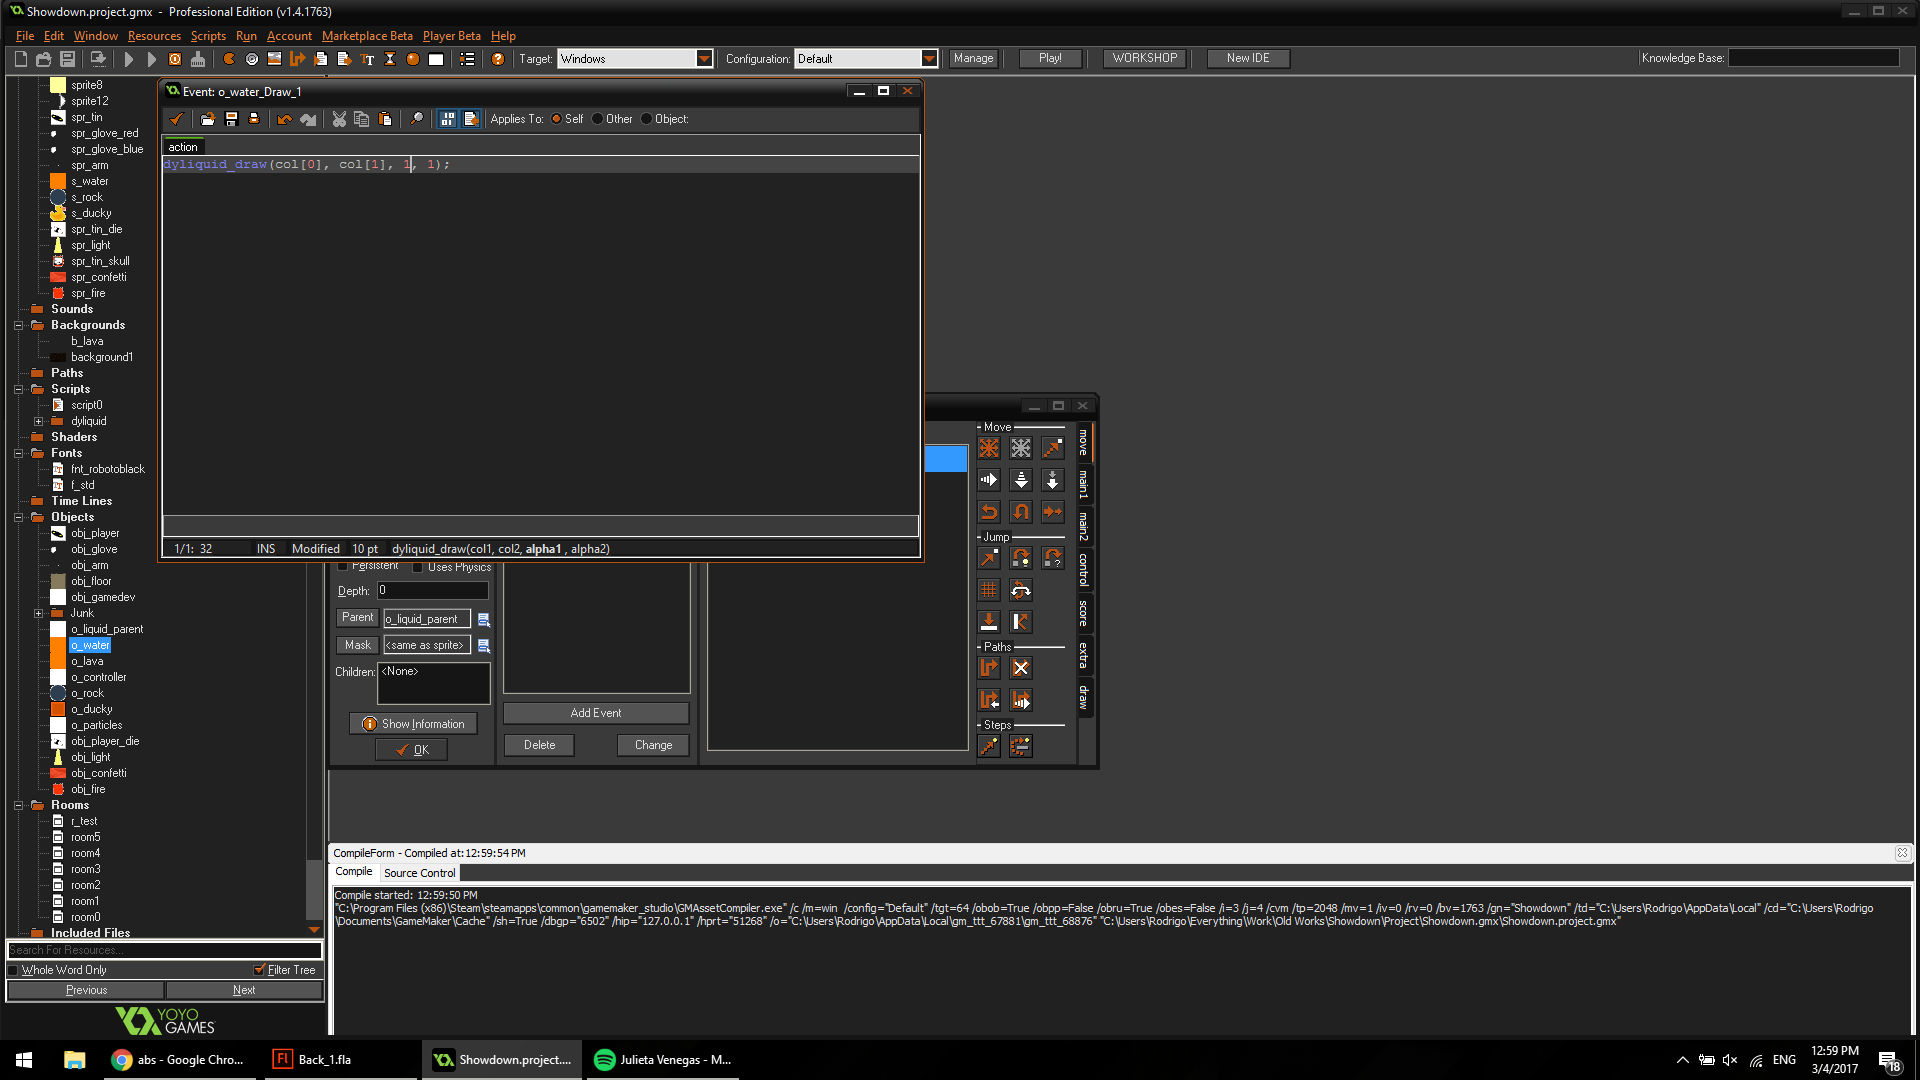 Showdown.project.gmx - Professional Edition (v1.4.1763)
File Edit Window Resources Scripts Run Account Marketplace Beta Player Beta Help
Target: Windows Configuration: Default Manage Play! WORKSHOP New IDE Knowledge Base:
sprite8
sprite12
spr_tin
spr_glove_red
spr_glove_blue
spr_arm
s_water
s_rock
s_ducky
spr_tin_die
spr_light
spr_tin_skull
spr_confetti
spr_fire
Sounds
Backgrounds
b_lava
background1
Paths
Scripts
script0
dyliquid
Shaders
Fonts
fnt_robotoblack
f_std
Time Lines
Objects
obj_player
obj_glove
obj_arm
obj_floor
obj_gamedev
Junk
o_liquid_parent
o_water
o_lava
o_controller
o_rock
o_ducky
o_particles
obj_player_die
obj_light
obj_confetti
obj_fire
Rooms
r_test
room5
room4
room3
room2
room1
room0
Included Files
Search For Resources...
Whole Word Only Filter Tree
Previous Next
YOYO
GAMES
Event: o_water_Draw_1
Applies To: Self Other Object:
action
dyliquid_draw(col[0], col[1], 1, 1);
1/1: 32 INS Modified 10 pt dyliquid_draw(col1, col2, alpha1 , alpha2)
Persistent Uses Physics
Depth: 0
Parent o_liquid_parent
Mask <same as sprite>
Children: <None>
Show Information
OK
Add Event
Delete Change
Move
Jump
Paths
Steps
move
main1
main2
control
score
extra
draw
CompileForm - Compiled at:12:59:54 PM
Compile Source Control
Compile started: 12:59:50 PM
"C:\Program Files (x86)\Steam\steamapps\common\gamemaker_studio\GMAssetCompiler.exe" /c /m=win /config="Default" /tgt=64 /obob=True /obpp=False /obru=True /obes=False /i=3 /j=4 /cvm /tp=2048 /mv=1 /iv=0 /rv=0 /bv=1763 /gn="Showdown" /td="C:\Users\Rodrigo\AppData\Local" /cd="C:\Users\Rodrigo
\Documents\GameMaker\Cache" /sh=True /dbgp="6502" /hip="127.0.0.1" /hprt="51268" /o="C:\Users\Rodrigo\AppData\Local\gm_ttt_67881\gm_ttt_68876" "C:\Users\Rodrigo\Everything\Work\Old Works\Showdown\Project\Showdown.gmx\Showdown.project.gmx"
abs - Google Chro...
Fl Back_1.fla
Showdown.project....
Julieta Venegas - M...
ENG
12:59 PM
3/4/2017
18